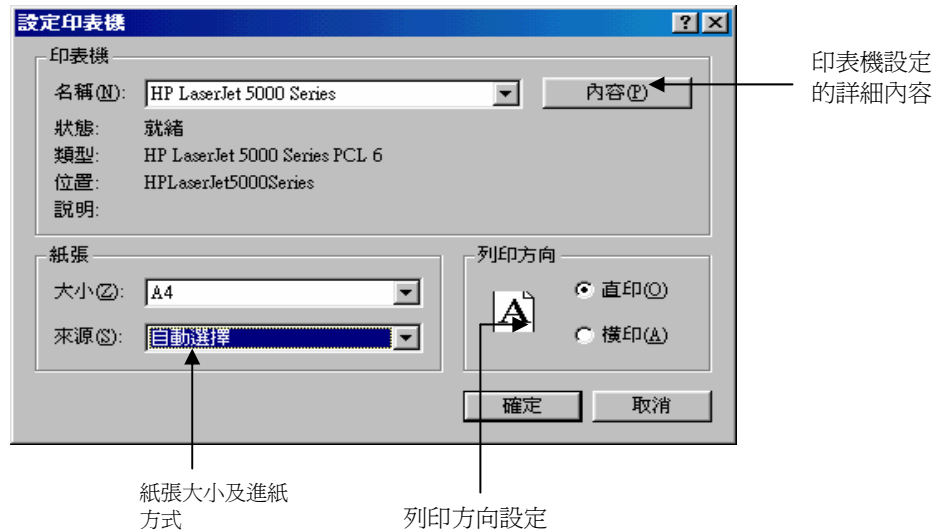 設定印表機
印表機
名稱(N): HP LaserJet 5000 Series 內容(P)
狀態: 就緒
類型: HP LaserJet 5000 Series PCL 6
位置: HPLaserJet5000Series
說明:
印表機設定
的詳細內容
紙張
大小(Z): A4
來源(S): 自動選擇
列印方向
A
直印(O)
橫印(A)
確定 取消
紙張大小及進紙
方式
列印方向設定